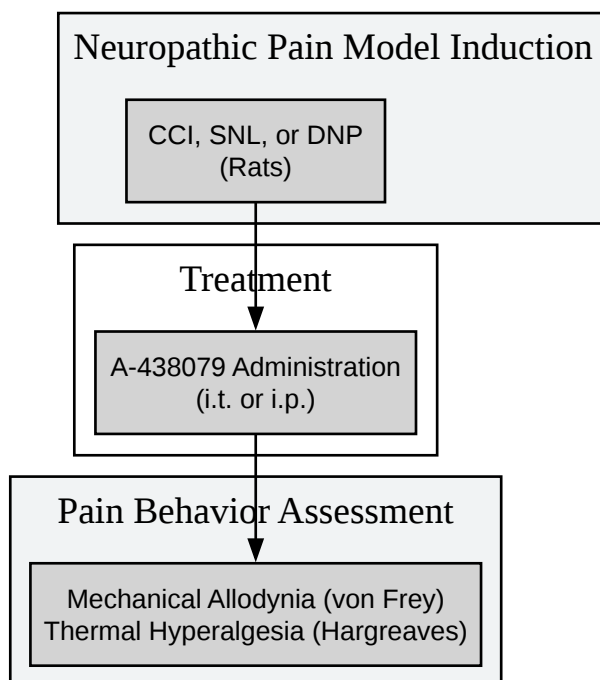 Neuropathic Pain Model Induction
CCI, SNL, or DNP
(Rats)
Treatment
A-438079 Administration
(i.t. or i.p.)
Pain Behavior Assessment
Mechanical Allodynia (von Frey)
Thermal Hyperalgesia (Hargreaves)